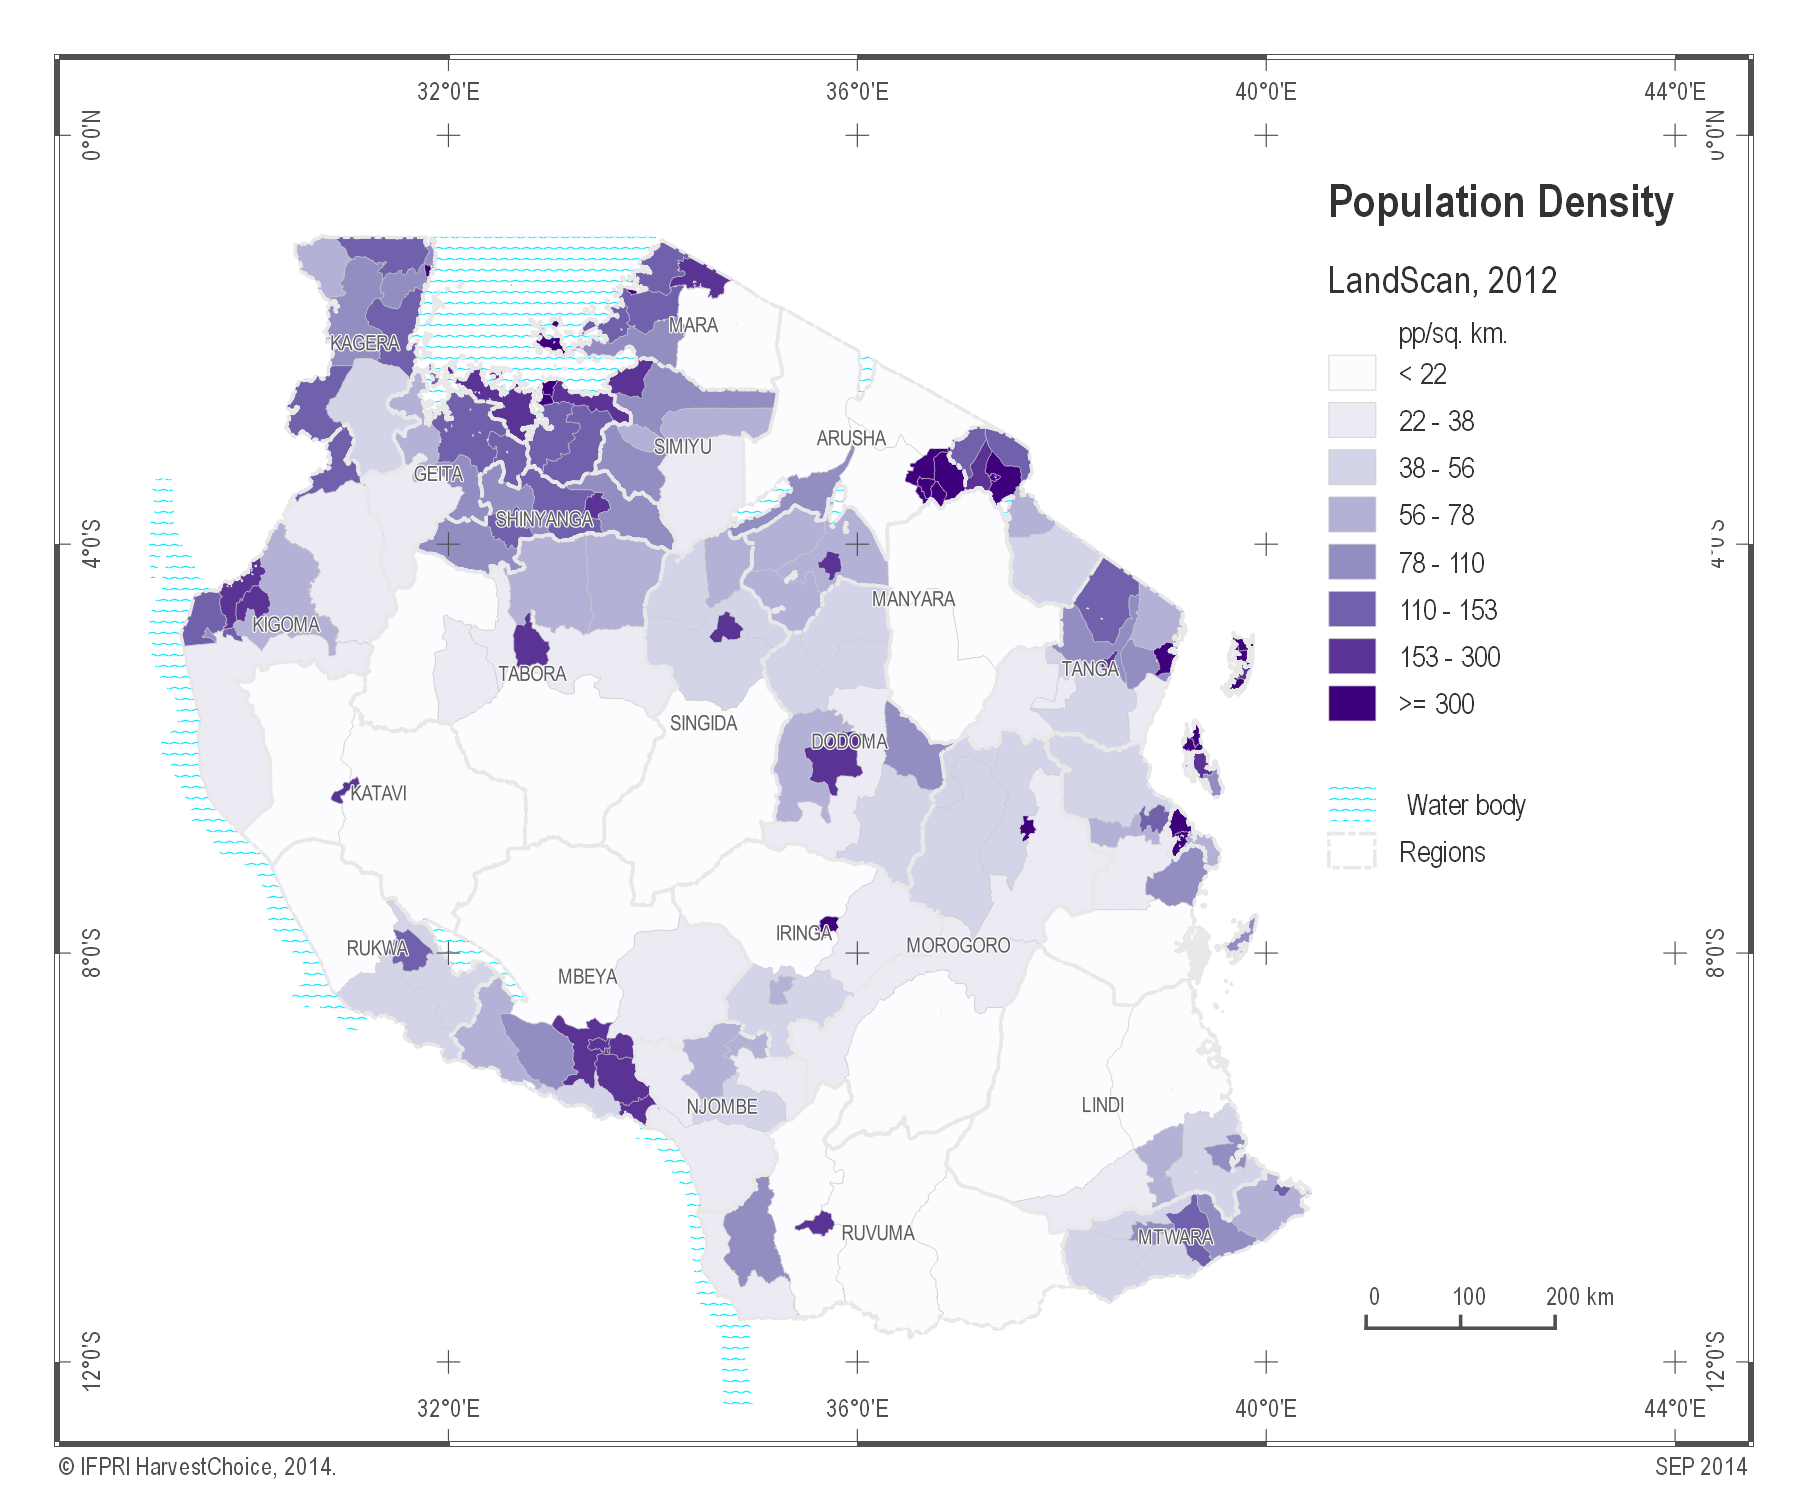 32°0'E 36°0'E 40°0'E 44°0'E
0°0'N 0°0'N
Population Density
LandScan, 2012
pp/sq. km.
< 22
22 - 38
38 - 56
56 - 78
78 - 110
110 - 153
153 - 300
>= 300
Water body
Regions
MARA
KAGERA
ARUSHA
SIMIYU
GEITA
SHINYANGA
4°0'S 4°0'S
MANYARA
KIGOMA
TANGA
TABORA
SINGIDA
DODOMA
KATAVI
IRINGA
MOROGORO
RUKWA
8°0'S 8°0'S
MBEYA
LINDI
NJOMBE
RUVUMA
MTWARA
0 100 200 km
12°0'S 12°0'S
32°0'E 36°0'E 40°0'E 44°0'E
© IFPRI HarvestChoice, 2014.
SEP 2014